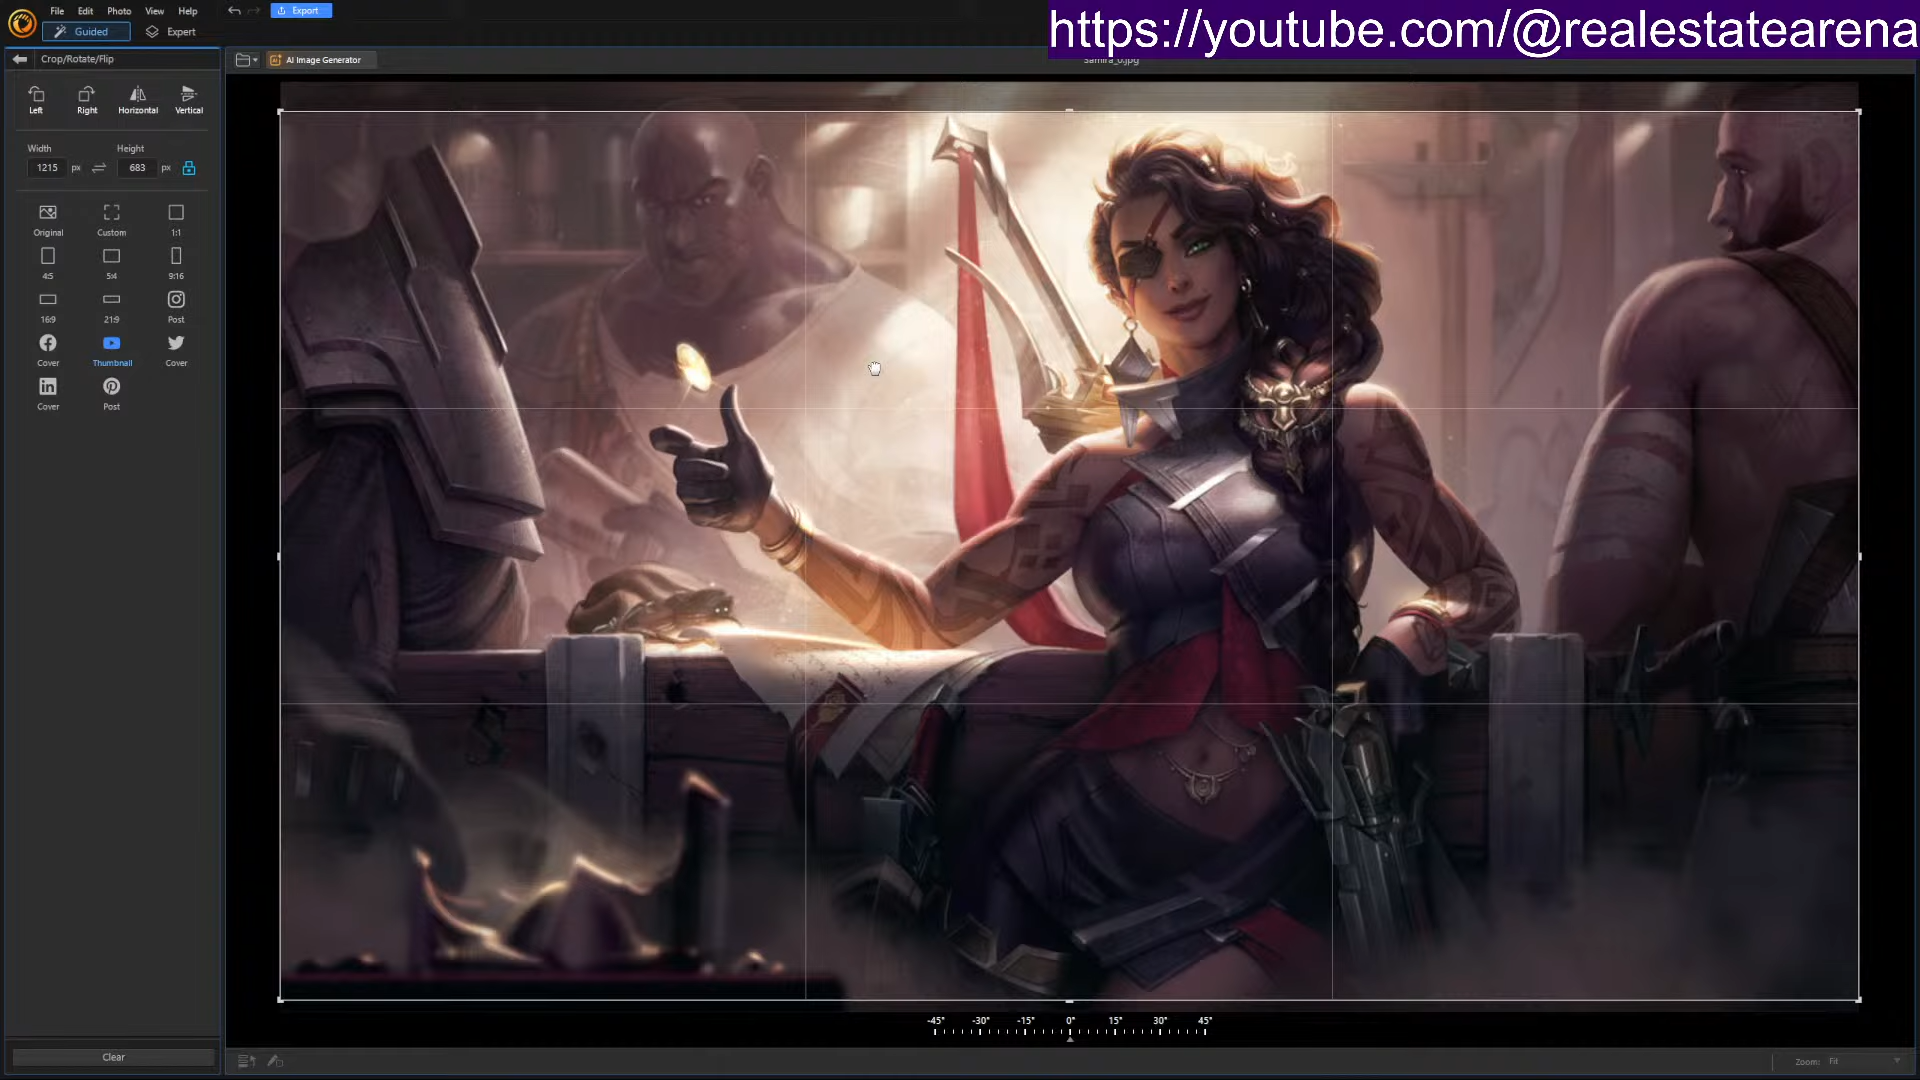 File Edit Photo View Help Export
https://youtube.com/@realestatearena
Guided Expert
Crop/Rotate/Flip
AI Image Generator
Samira_0.jpg
Left Right Horizontal Vertical
Width Height
1215 px 683 px
Original Custom 1:1
4:5 5:4 9:16
16:9 21:9 Post
Cover Thumbnail Cover
Cover Post
-45° -30° -15° 0° 15° 30° 45°
Clear
Zoom: Fit